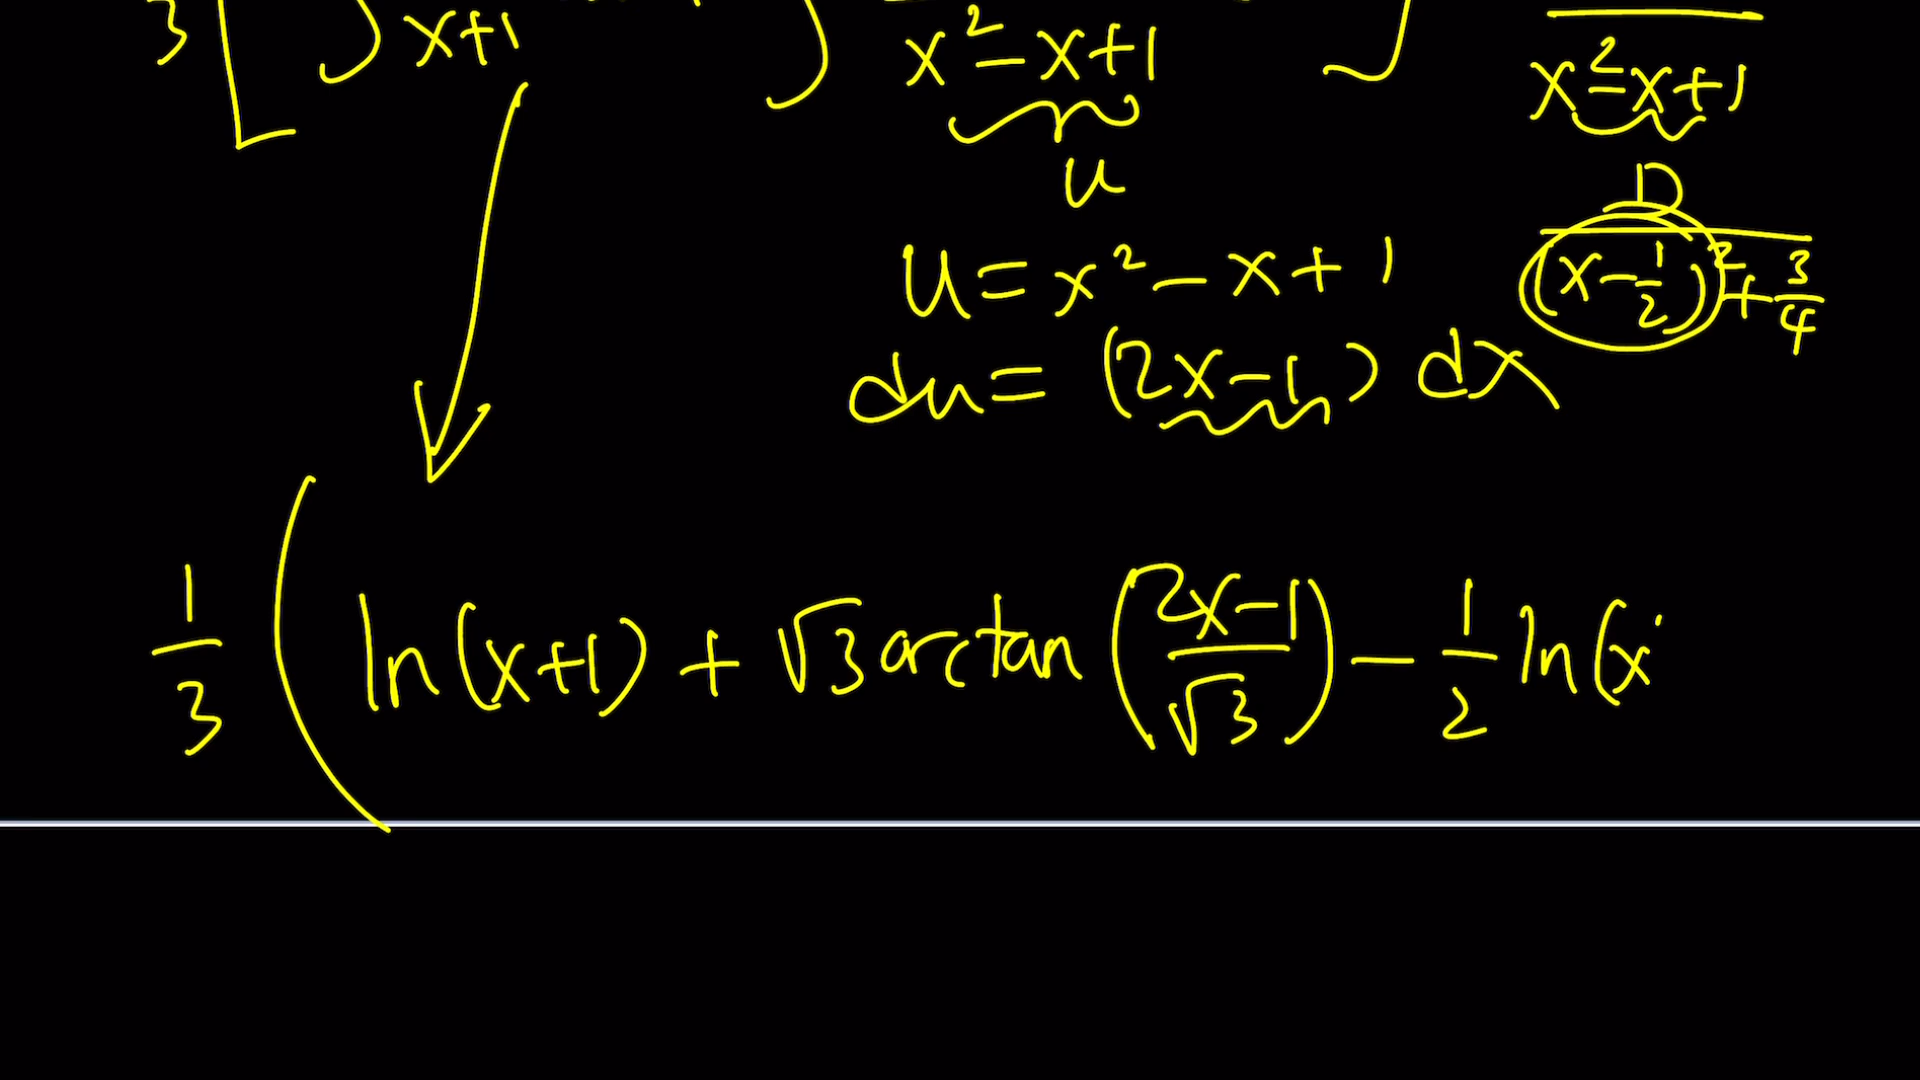 3 [ ∫ x+1 ∫ x²-x+1 ∫ x²-x+1
u
D
u = x² - x + 1 (x - 1/2)² + 3/4
du = (2x-1) dx
1/3 ( ln(x+1) + √3 arctan ((2x-1)/√3) - 1/2 ln(x